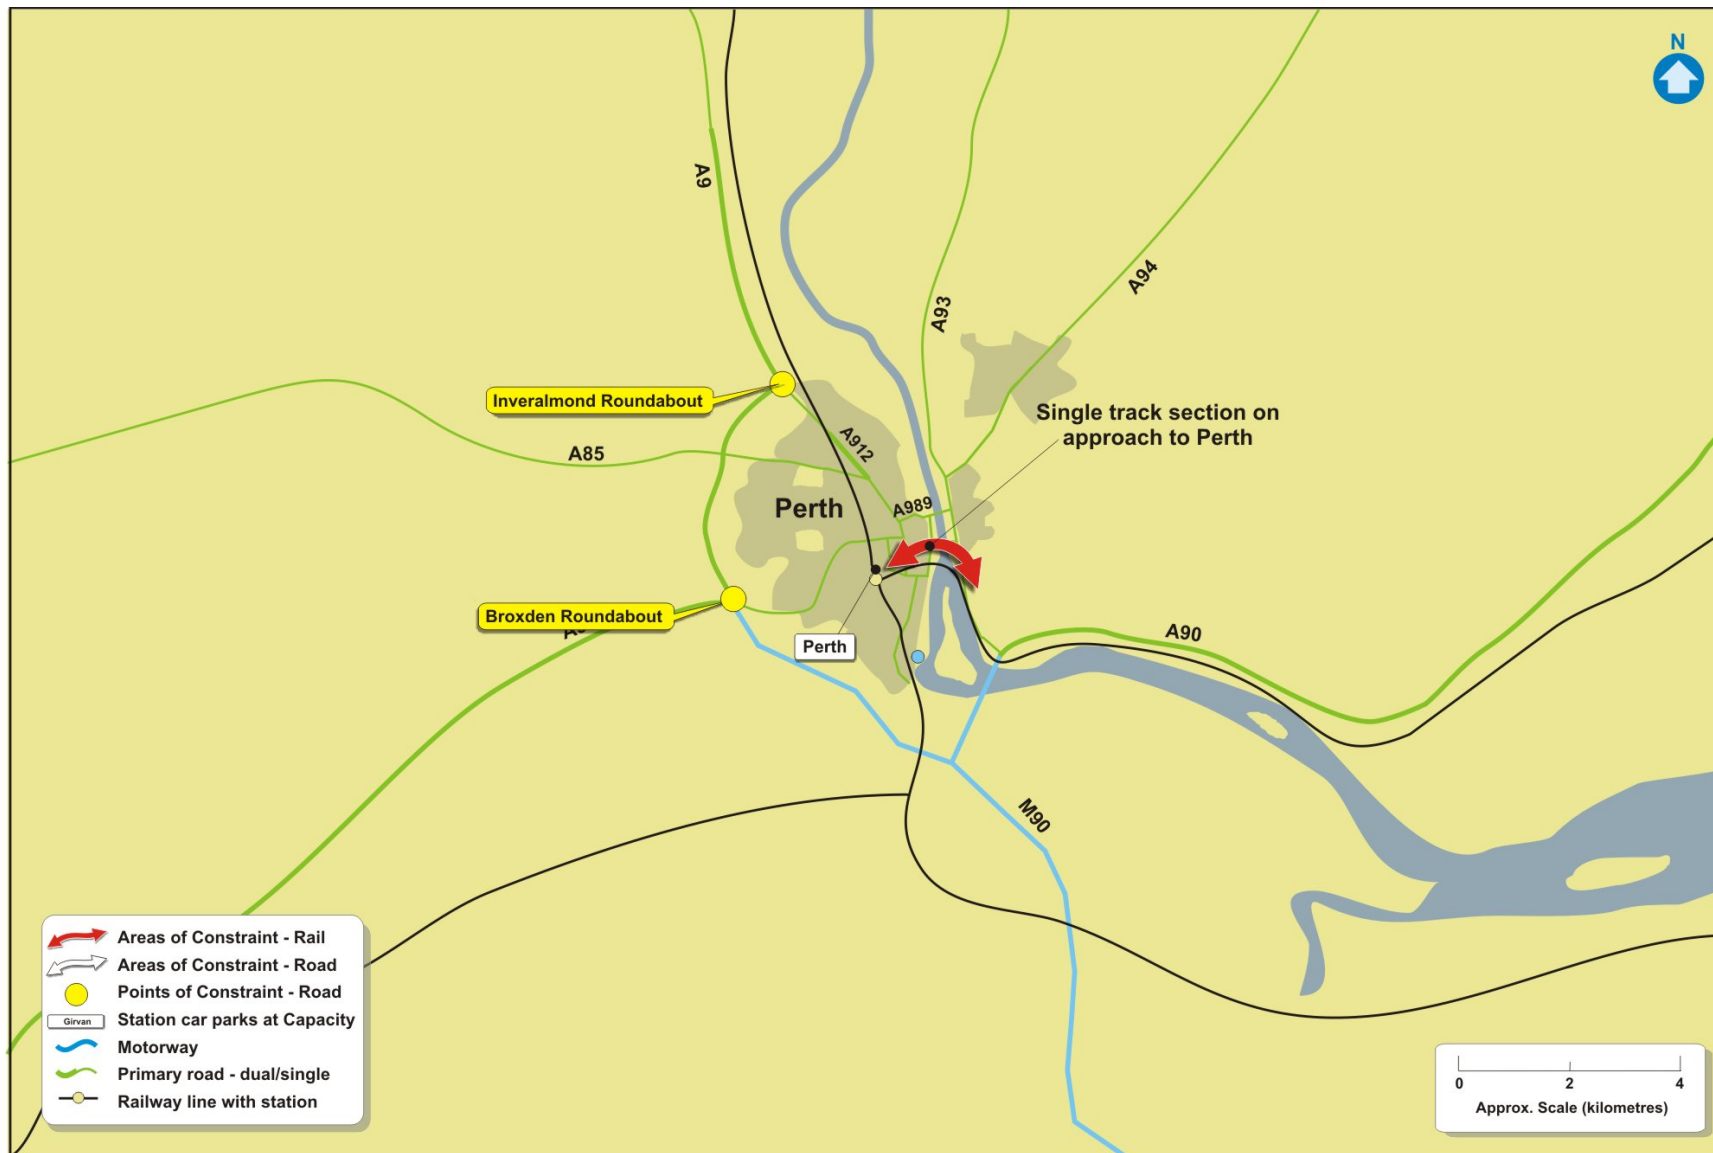 N
A9
A93
A94
Inveralmond Roundabout
Single track section on
approach to Perth
A912
A85
A989
Perth
Broxden Roundabout
Perth
A90
M90
Areas of Constraint - Rail
Areas of Constraint - Road
Points of Constraint - Road
Girvan
Station car parks at Capacity
Motorway
Primary road - dual/single
Railway line with station
0 2 4
Approx. Scale (kilometres)